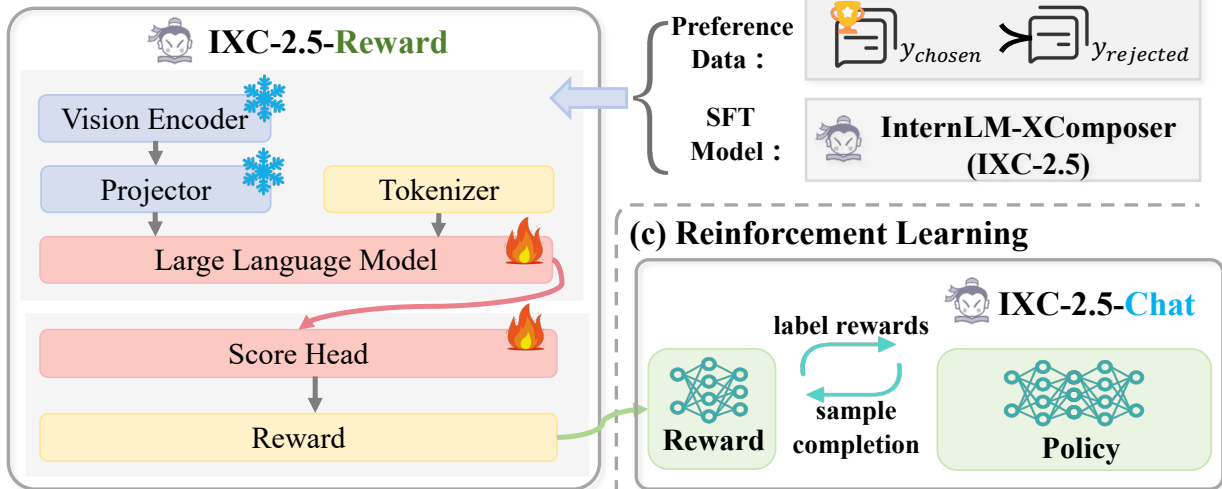 IXC-2.5-Reward
Vision Encoder
Projector
Tokenizer
Large Language Model
Score Head
Reward
Preference
Data：
y_chosen
y_rejected
SFT
Model：
InternLM-XComposer
(IXC-2.5)
(c) Reinforcement Learning
IXC-2.5-Chat
label rewards
sample
completion
Reward
Policy